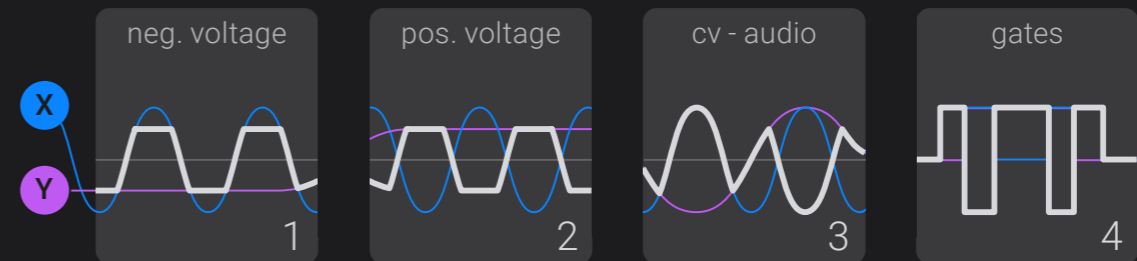 neg. voltage
pos. voltage
cv - audio
gates
X
Y
1
2
3
4